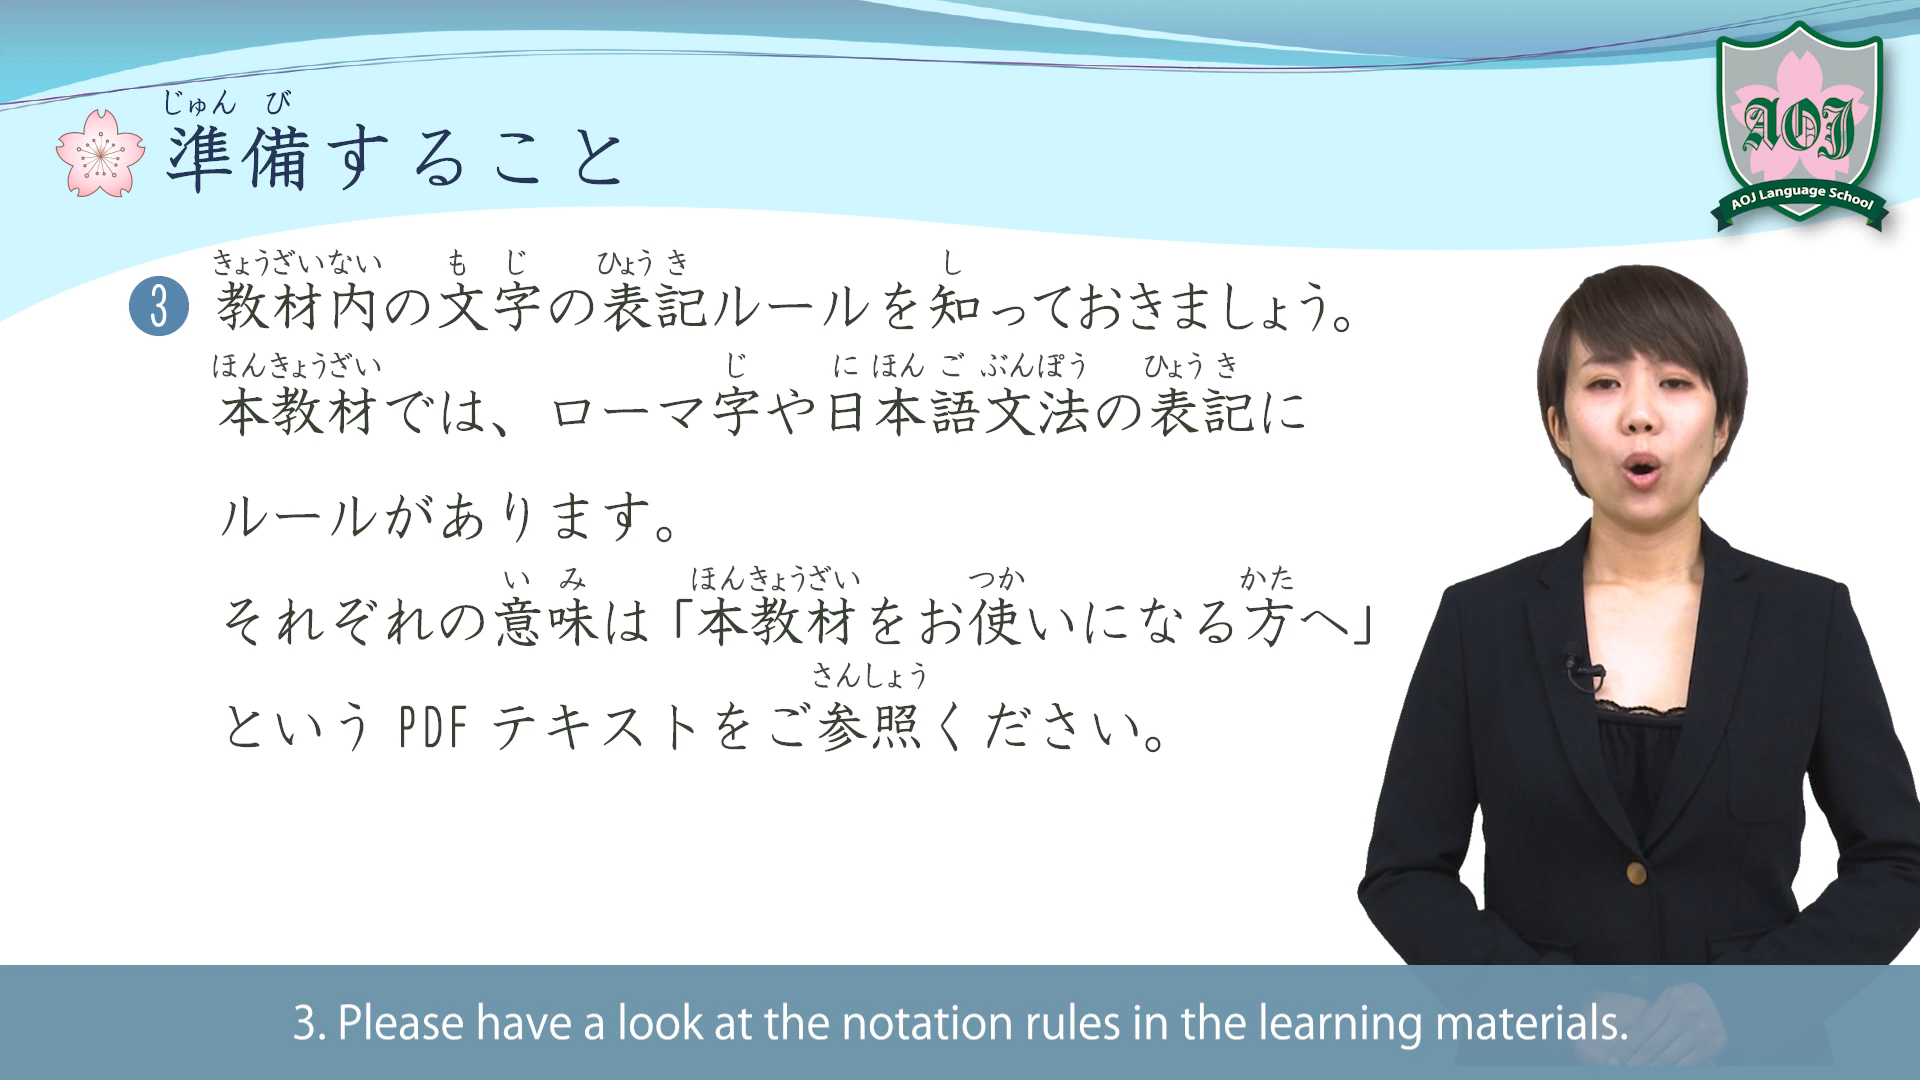 じゅん び
準備すること
AOJ
AOJ Language School
きょうざいない も じ ひょう き し
3 教材内の文字の表記ルールを知っておきましょう。
ほんきょうざい じ に ほん ご ぶんぽう ひょう き
本教材では、ローマ字や日本語文法の表記に
ルールがあります。
い み ほんきょうざい つか かた
それぞれの意味は「本教材をお使いになる方へ」
さんしょう
という PDF テキストをご参照ください。
3. Please have a look at the notation rules in the learning materials.